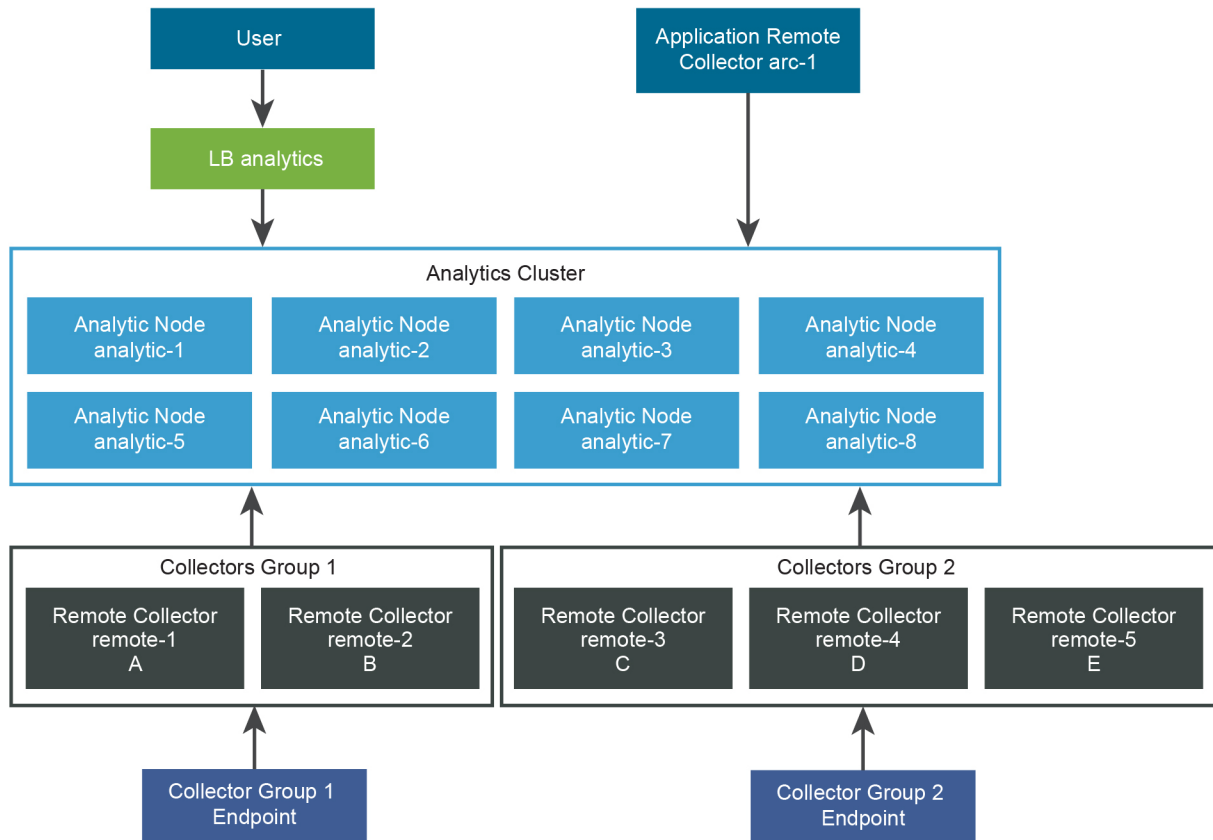 User
Application Remote
Collector arc-1
LB analytics
Analytics Cluster
Analytic Node
analytic-1
Analytic Node
analytic-2
Analytic Node
analytic-3
Analytic Node
analytic-4
Analytic Node
analytic-5
Analytic Node
analytic-6
Analytic Node
analytic-7
Analytic Node
analytic-8
Collectors Group 1
Remote Collector
remote-1
A
Remote Collector
remote-2
B
Collectors Group 2
Remote Collector
remote-3
C
Remote Collector
remote-4
D
Remote Collector
remote-5
E
Collector Group 1
Endpoint
Collector Group 2
Endpoint